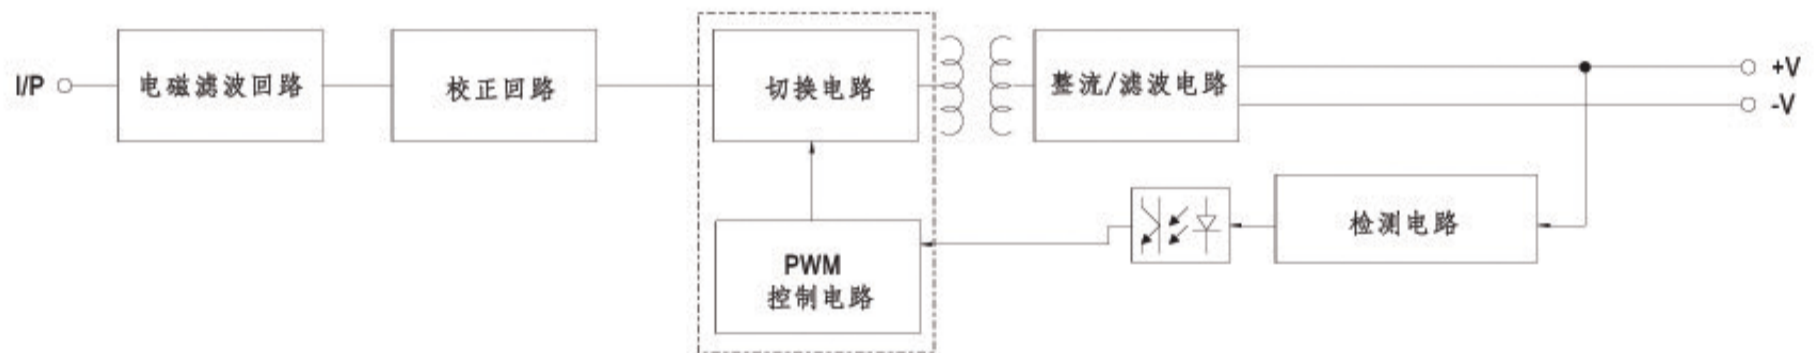 I/P
电磁滤波回路
校正回路
切换电路
整流/滤波电路
+V
-V
PWM
控制电路
检测电路